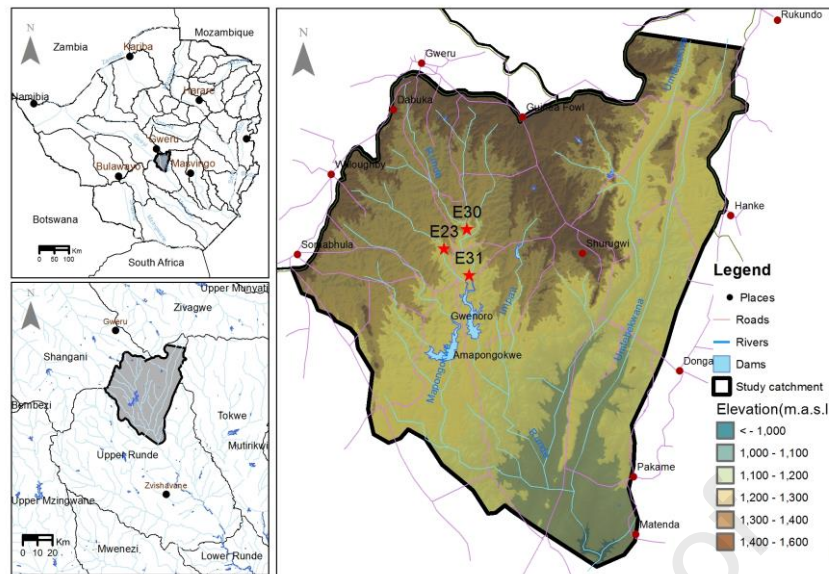 N
Zambia
Mozambique
Kariba
Namibia
Harare
Gweru
Bulawayo
Masvingo
Botswana
0 50 100
Km
South Africa
N
Upper Munyati
Zivagwe
Gweru
Shangani
Bembezi
Tokwe
Mutirikwi
Upper Runde
Zvishavane
Upper Mzingwane
Km
0 10 20
Mwenezi
Lower Runde
N
Rukundo
Gweru
Dabuka
Guinea Fowl
Willoughby
Hanke
E30
E23
Somabhula
Shurugwi
E31
Gwenoro
Amapongokwe
Mapongokwe
Donga
Runde
Pakame
Matenda
Legend
Places
Roads
Rivers
Dams
Study catchment
Elevation(m.a.s.l
< - 1,000
1,000 - 1,100
1,100 - 1,200
1,200 - 1,300
1,300 - 1,400
1,400 - 1,600